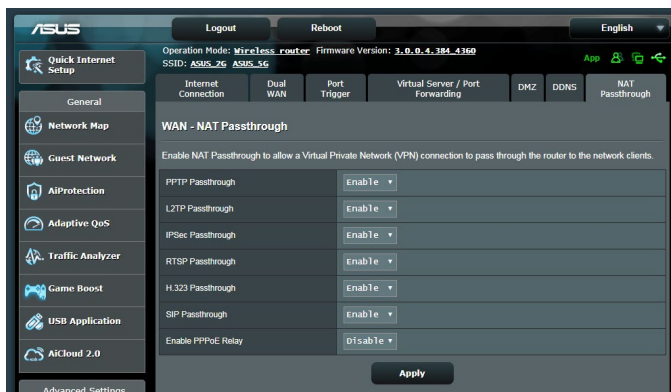 ASUS
Logout
Reboot
English
Quick Internet
Setup
Operation Mode: Wireless router Firmware Version: 3.0.0.4.384_4360
SSID: ASUS_2G ASUS_5G
App
Internet
Connection
Dual
WAN
Port
Trigger
Virtual Server / Port
Forwarding
DMZ
DDNS
NAT
Passthrough
General
Network Map
Guest Network
AiProtection
Adaptive QoS
Traffic Analyzer
Game Boost
USB Application
AiCloud 2.0
Advanced Settings
WAN - NAT Passthrough
Enable NAT Passthrough to allow a Virtual Private Network (VPN) connection to pass through the router to the network clients.
PPTP Passthrough Enable
L2TP Passthrough Enable
IPSec Passthrough Enable
RTSP Passthrough Enable
H.323 Passthrough Enable
SIP Passthrough Enable
Enable PPPoE Relay Disable
Apply